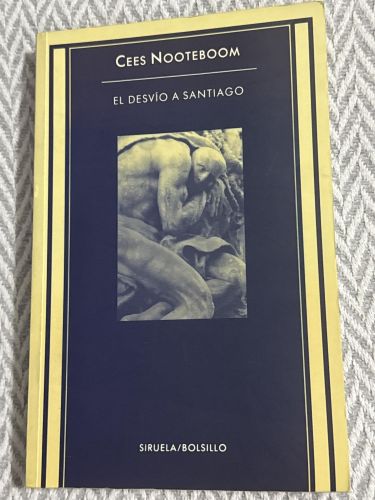 CEES NOOTEBOOM
EL DESVÍO A SANTIAGO
SIRUELA/BOLSILLO